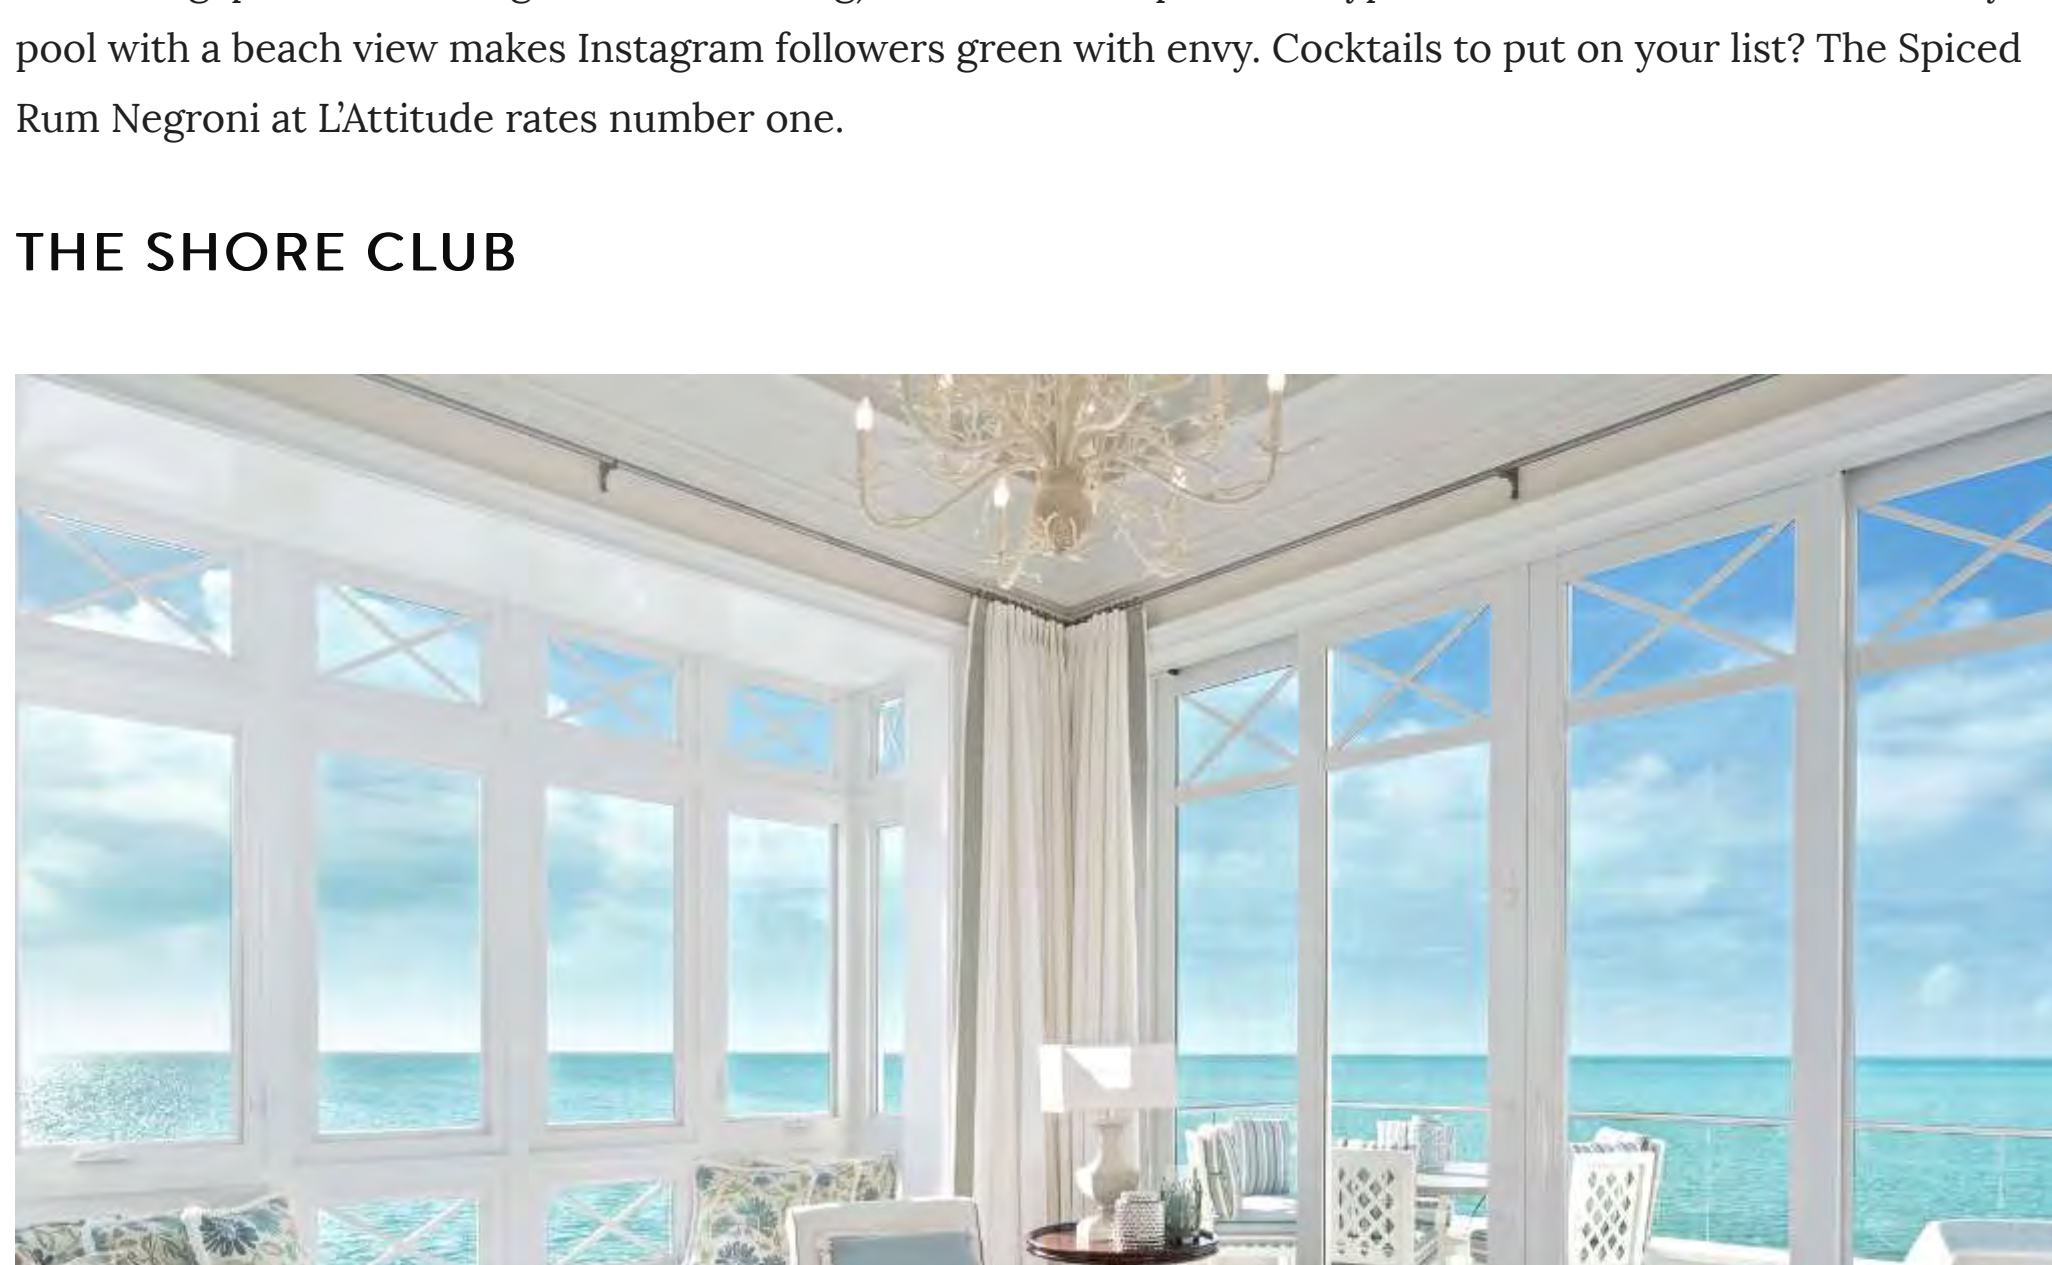 pool with a beach view makes Instagram followers green with envy. Cocktails to put on your list? The Spiced
Rum Negroni at L’Attitude rates number one.
THE SHORE CLUB